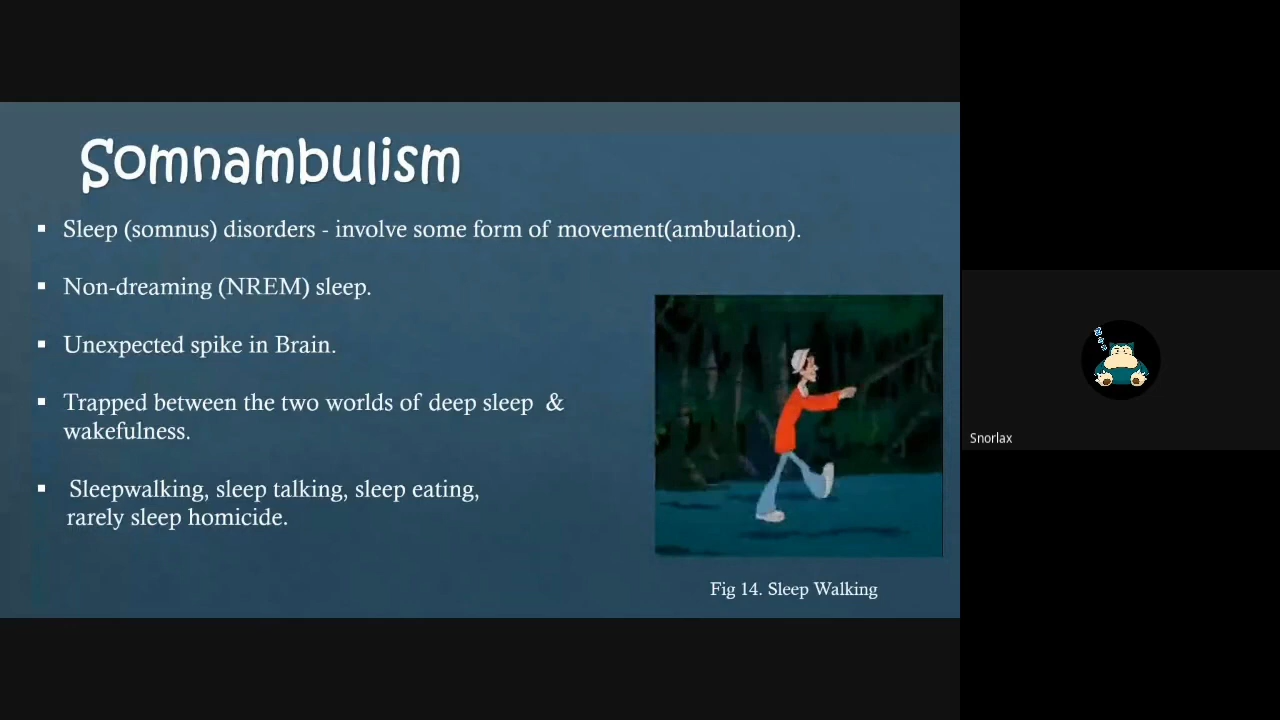 Somnambulism
▪ Sleep (somnus) disorders - involve some form of movement(ambulation).
▪ Non-dreaming (NREM) sleep.
▪ Unexpected spike in Brain.
▪ Trapped between the two worlds of deep sleep &
wakefulness.
▪ Sleepwalking, sleep talking, sleep eating,
rarely sleep homicide.
Fig 14. Sleep Walking
Snorlax